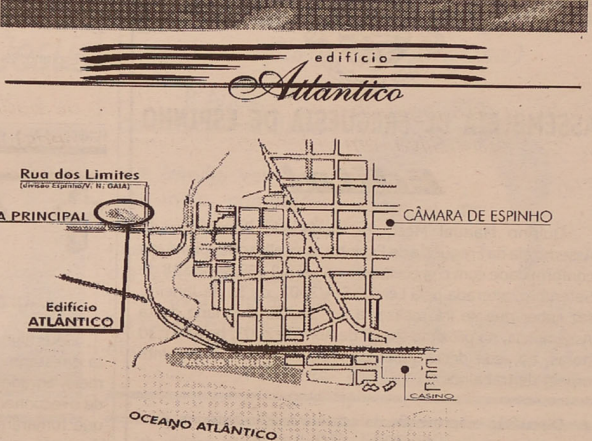 edifício
Atlântico
Rua dos Limites
(divisão Espinho/V. N. GAIA)
A PRINCIPAL
CÂMARA DE ESPINHO
Edifício
ATLÂNTICO
CASINO
OCEANO ATLÂNTICO